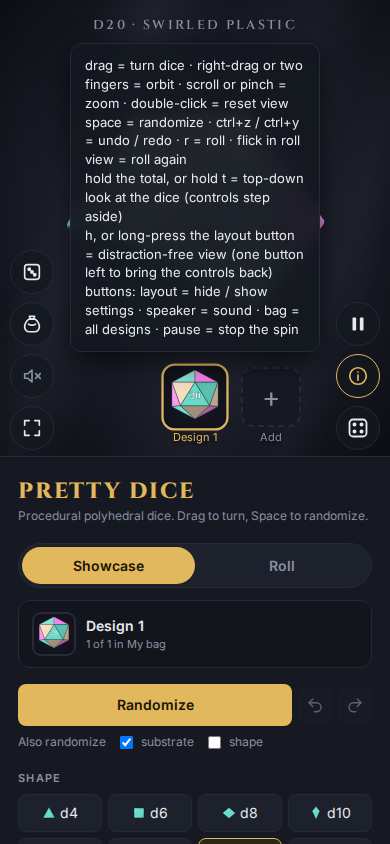 D20 · SWIRLED PLASTIC
drag = turn dice · right-drag or two
fingers = orbit · scroll or pinch =
zoom · double-click = reset view
space = randomize · ctrl+z / ctrl+y
= undo / redo · r = roll · flick in roll
view = roll again
hold the total, or hold t = top-down
look at the dice (controls step
aside)
h, or long-press the layout button
= distraction-free view (one button
left to bring the controls back)
buttons: layout = hide / show
settings · speaker = sound · bag =
all designs · pause = stop the spin
20
Design 1
+
Add
PRETTY DICE
Procedural polyhedral dice. Drag to turn, Space to randomize.
Showcase
Roll
Design 1
1 of 1 in My bag
Randomize
Also randomize
substrate
shape
SHAPE
d4
d6
d8
d10